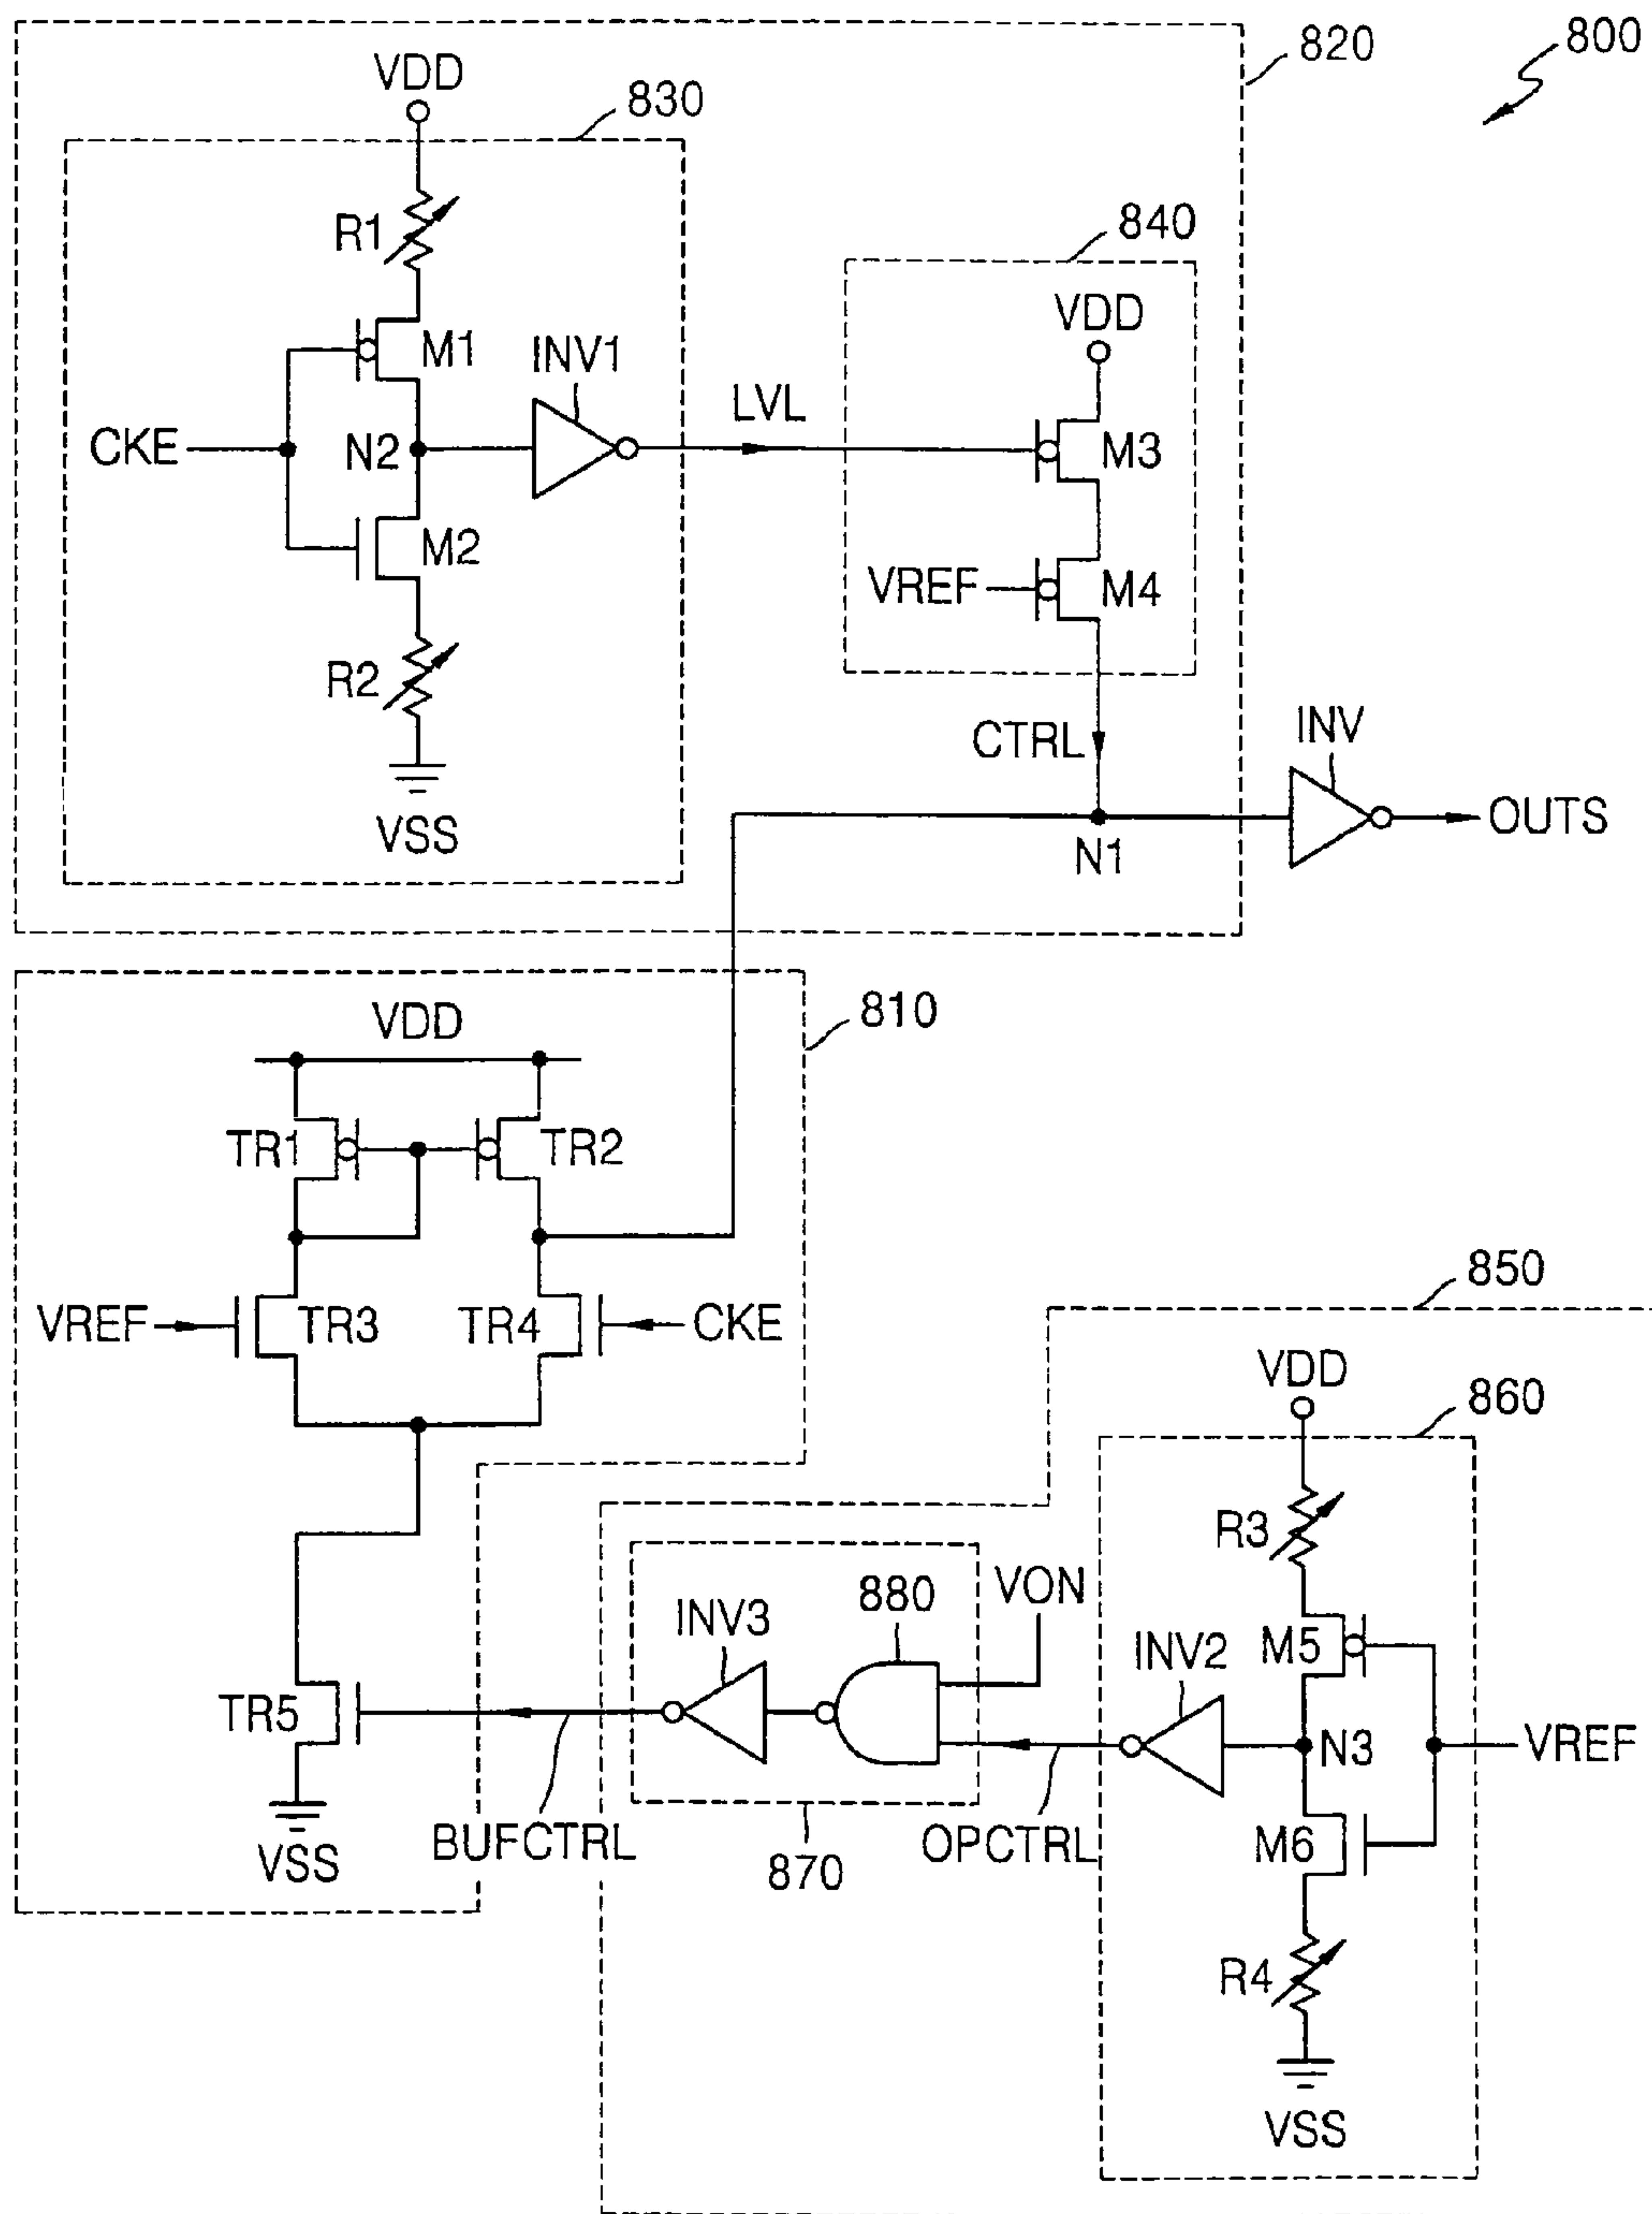 800
820
VDD
830
R1
840
VDD
M1
INV1
LVL
CKE
N2
M3
M2
VREF
M4
R2
CTRL
INV
VSS
OUTS
N1
810
VDD
TR1
TR2
850
VREF
TR3
TR4
CKE
VDD
860
R3
VON
880
INV3
M5
INV2
TR5
N3
VREF
BUFCTRL
OPCTRL
M6
VSS
870
R4
VSS